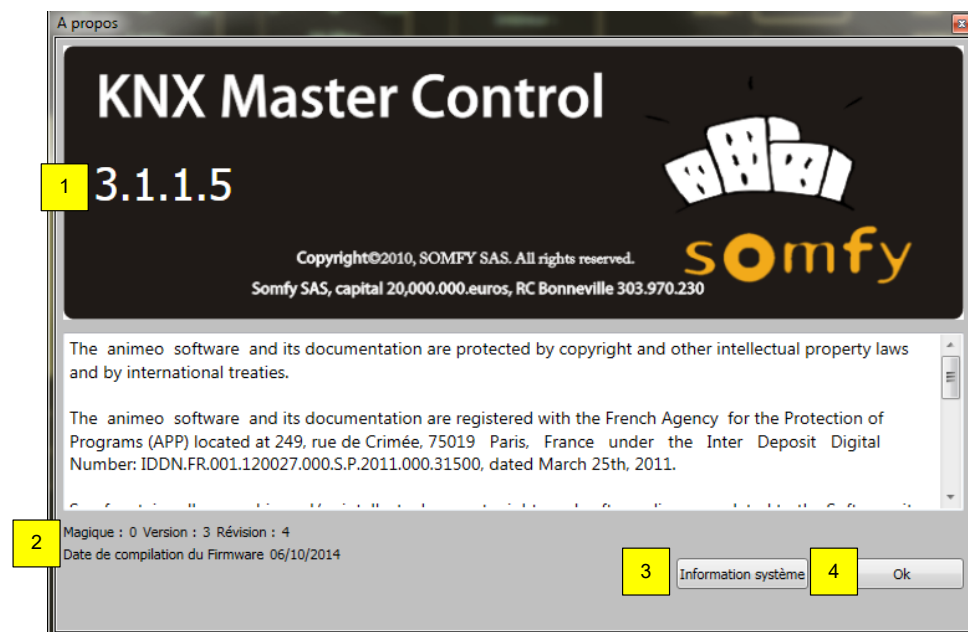 A propos
KNX Master Control
1
3.1.1.5
somfy
Copyright©2010, SOMFY SAS. All rights reserved.
Somfy SAS, capital 20,000.000.euros, RC Bonneville 303.970.230
The animeo software and its documentation are protected by copyright and other intellectual property laws
and by international treaties.
The animeo software and its documentation are registered with the French Agency for the Protection of
Programs (APP) located at 249, rue de Crimée, 75019 Paris, France under the Inter Deposit Digital
Number: IDDN.FR.001.120027.000.S.P.2011.000.31500, dated March 25th, 2011.
2
Magique : 0 Version : 3 Révision : 4
Date de compilation du Firmware 06/10/2014
3
Information système
4
Ok